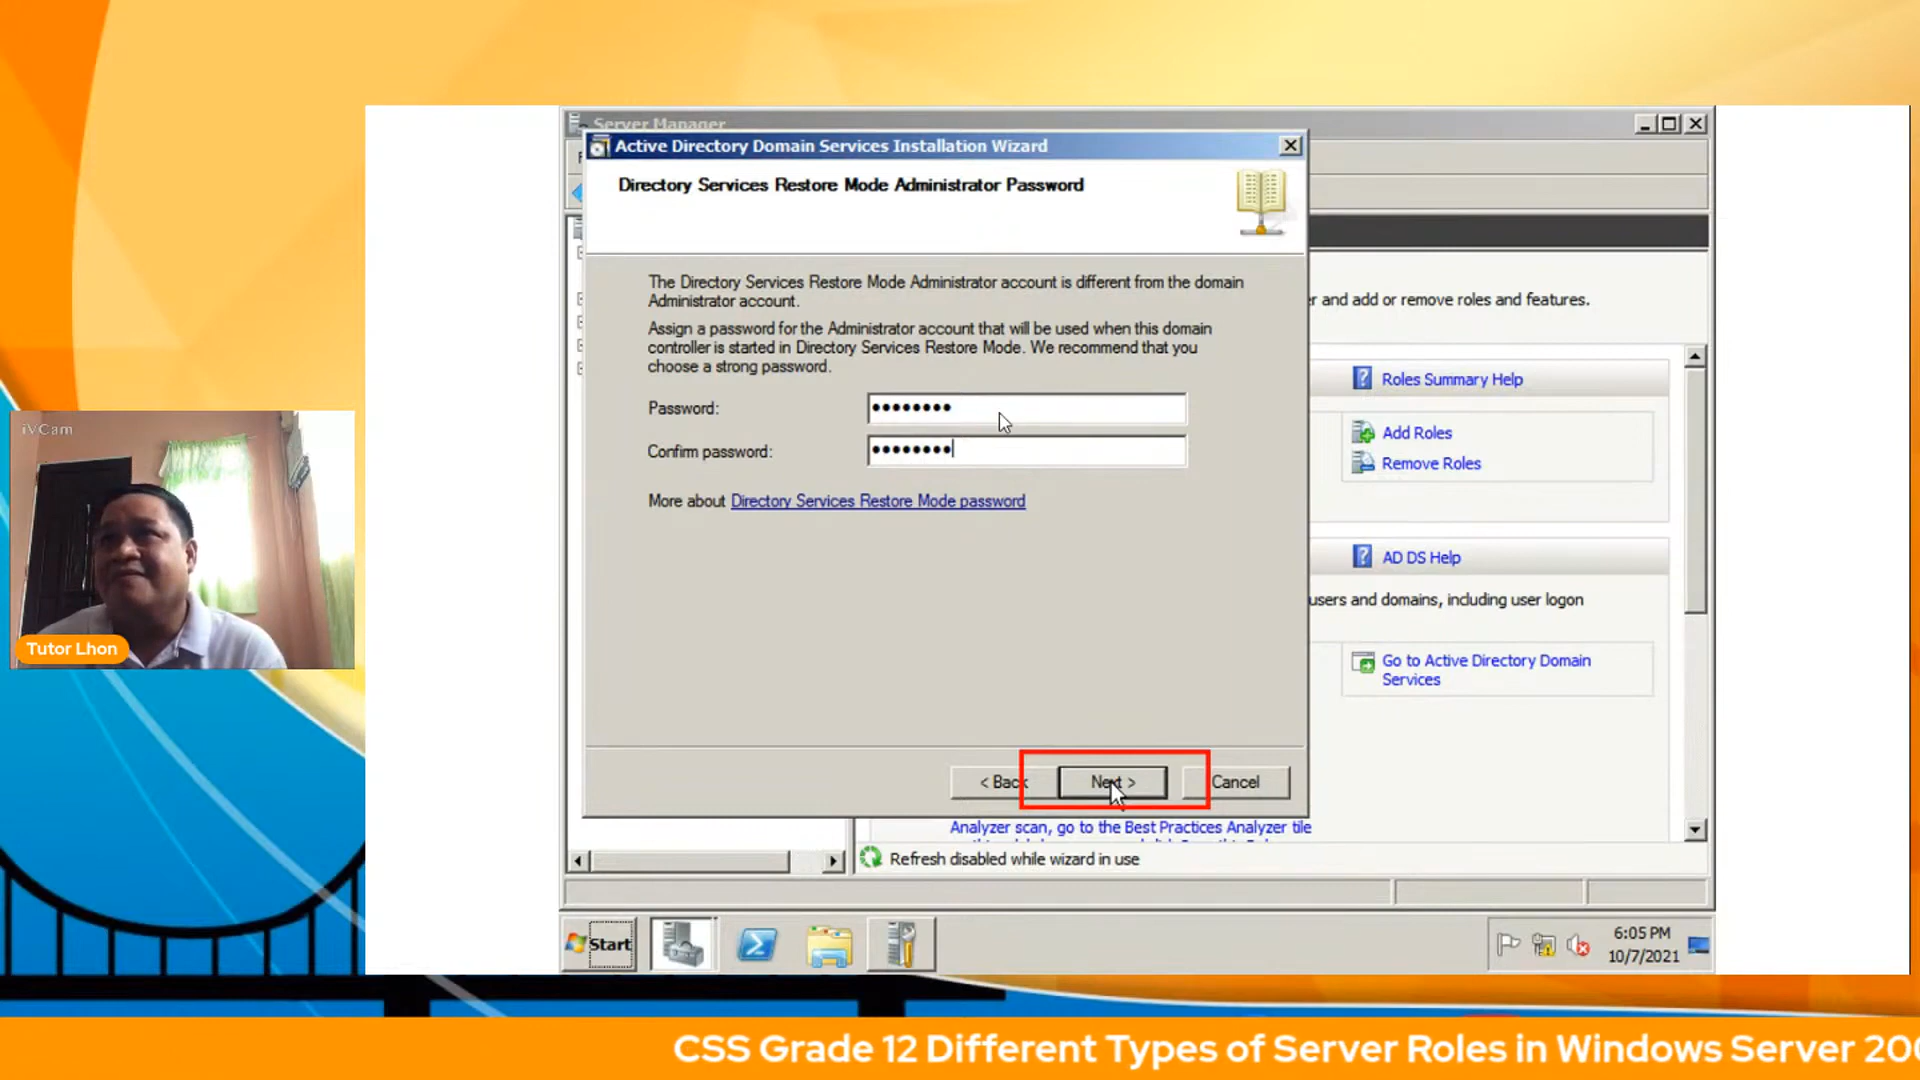 Server Manager
Active Directory Domain Services Installation Wizard
Directory Services Restore Mode Administrator Password
The Directory Services Restore Mode Administrator account is different from the domain
Administrator account.
Assign a password for the Administrator account that will be used when this domain
controller is started in Directory Services Restore Mode. We recommend that you
choose a strong password.
Password: ••••••••
Confirm password: ••••••••
More about Directory Services Restore Mode password
< Back
Next >
Cancel
r and add or remove roles and features.
Roles Summary Help
Add Roles
Remove Roles
AD DS Help
users and domains, including user logon
Go to Active Directory Domain
Services
Analyzer scan, go to the Best Practices Analyzer tile
Refresh disabled while wizard in use
Start
6:05 PM
10/7/2021
iVCam
Tutor Lhon
CSS Grade 12 Different Types of Server Roles in Windows Server 200